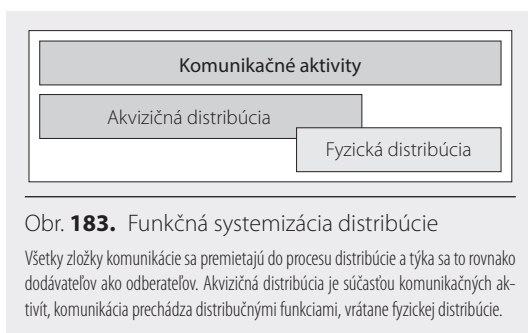 Komunikačné aktivity
Akvizičná distribúcia
Fyzická distribúcia
Obr. 183. Funkčná systemizácia distribúcie
Všetky zložky komunikácie sa premietajú do procesu distribúcie a týka sa to rovnako
dodávateľov ako odberateľov. Akvizičná distribúcia je súčasťou komunikačných ak-
tivít, komunikácia prechádza distribučnými funkciami, vrátane fyzickej distribúcie.